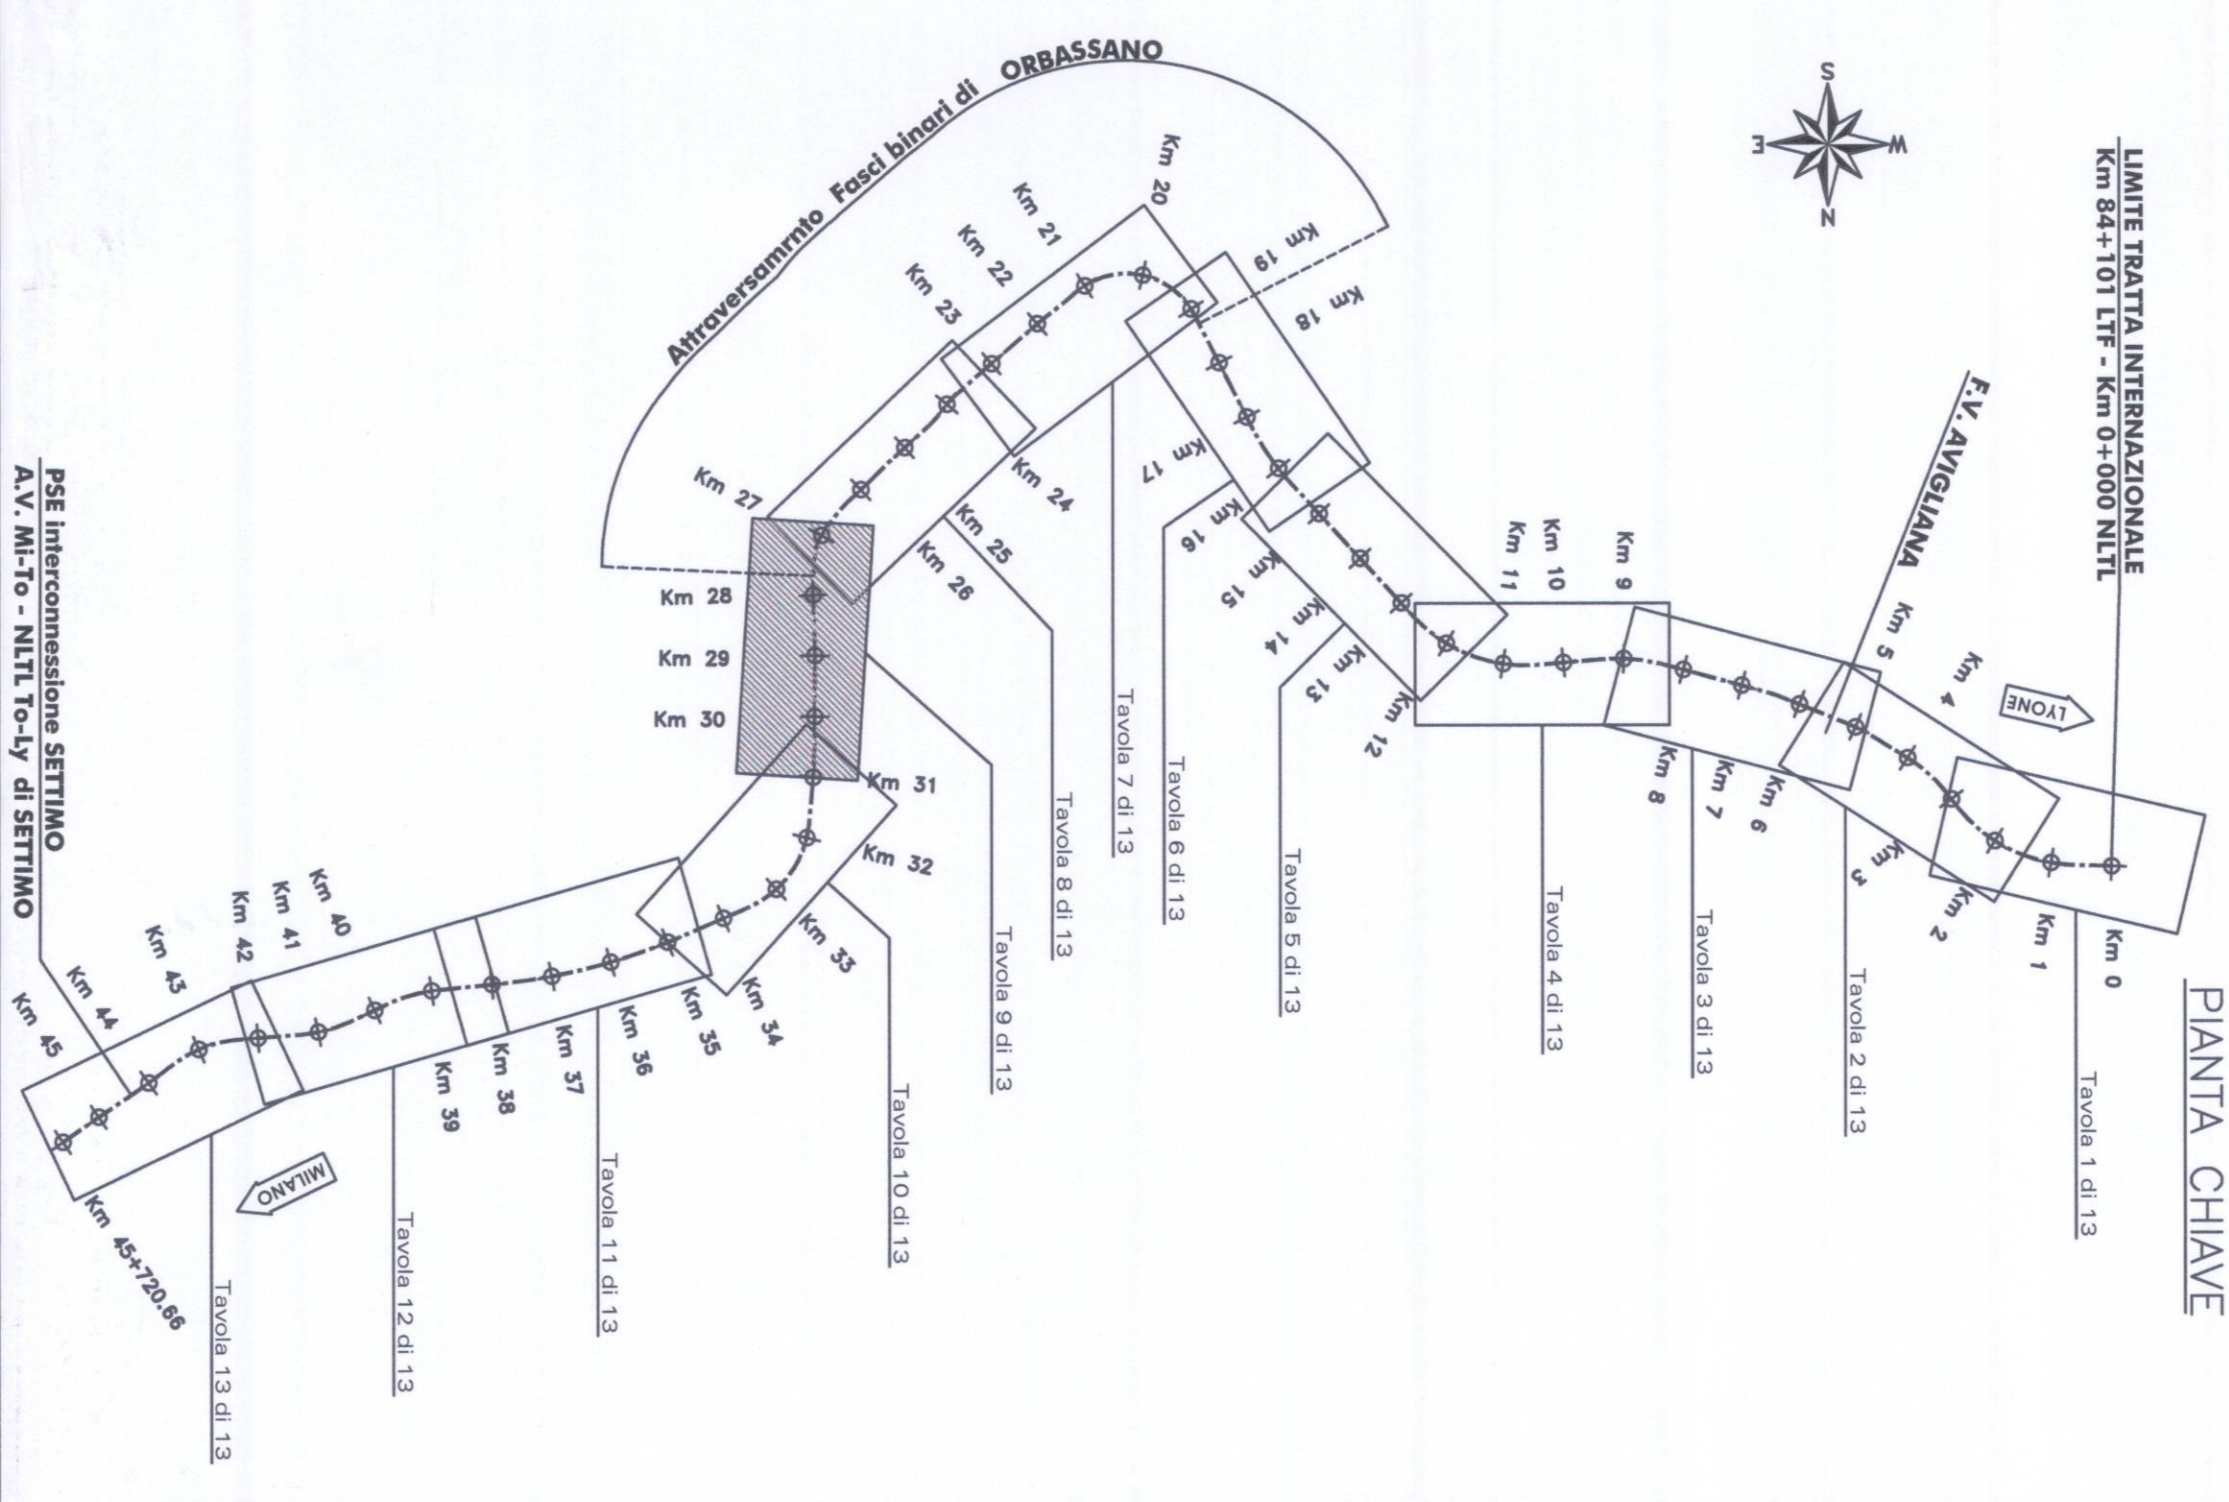 PIANTA CHIAVE
LIMITE TRATTA INTERNAZIONALE
Km 84+101 LTF - Km 0+000 NLTL
S
W
E
N
F.V. AVIGLIANA
LYONE
Attraversamrnto Fasci binari di ORBASSANO
PSE interconnessione SETTIMO
A.V. Mi-To - NLTL To-Ly di SETTIMO
MILANO
Km 0
Km 1
Km 2
Km 3
Km 4
Km 5
Km 6
Km 7
Km 8
Km 9
Km 10
Km 11
Km 12
Km 13
Km 14
Km 15
Km 16
Km 17
Km 18
Km 19
Km 20
Km 21
Km 22
Km 23
Km 24
Km 25
Km 26
Km 27
Km 28
Km 29
Km 30
Km 31
Km 32
Km 33
Km 34
Km 35
Km 36
Km 37
Km 38
Km 39
Km 40
Km 41
Km 42
Km 43
Km 44
Km 45
Km 45+720.66
Tavola 1 di 13
Tavola 2 di 13
Tavola 3 di 13
Tavola 4 di 13
Tavola 5 di 13
Tavola 6 di 13
Tavola 7 di 13
Tavola 8 di 13
Tavola 9 di 13
Tavola 10 di 13
Tavola 11 di 13
Tavola 12 di 13
Tavola 13 di 13